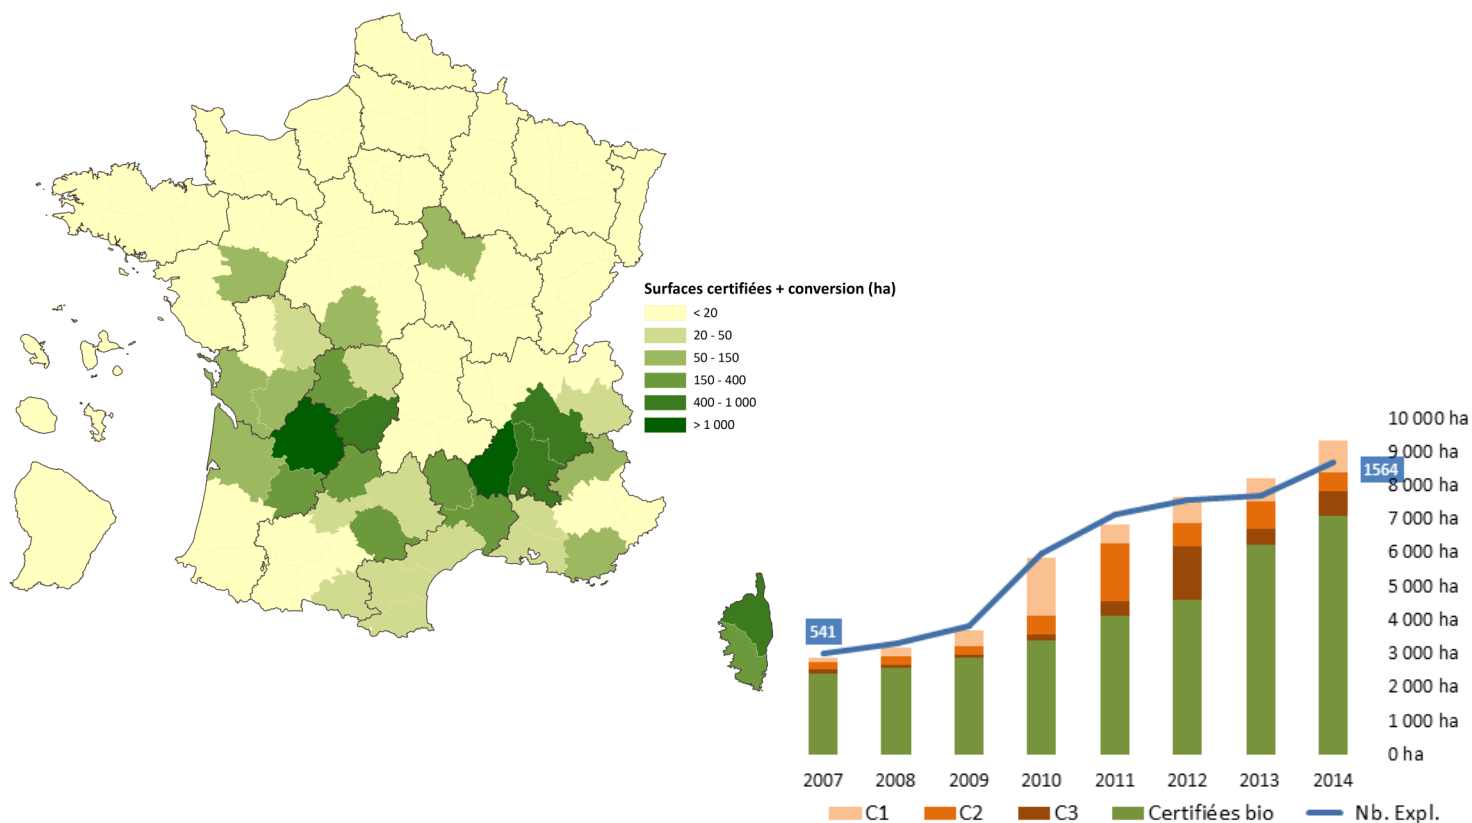 Surfaces certifiées + conversion (ha)
< 20
20 - 50
50 - 150
150 - 400
400 - 1 000
> 1 000
10 000 ha
9 000 ha
8 000 ha
7 000 ha
6 000 ha
5 000 ha
4 000 ha
3 000 ha
2 000 ha
1 000 ha
0 ha
541
1564
2007 2008 2009 2010 2011 2012 2013 2014
C1 C2 C3 Certifiées bio Nb. Expl.